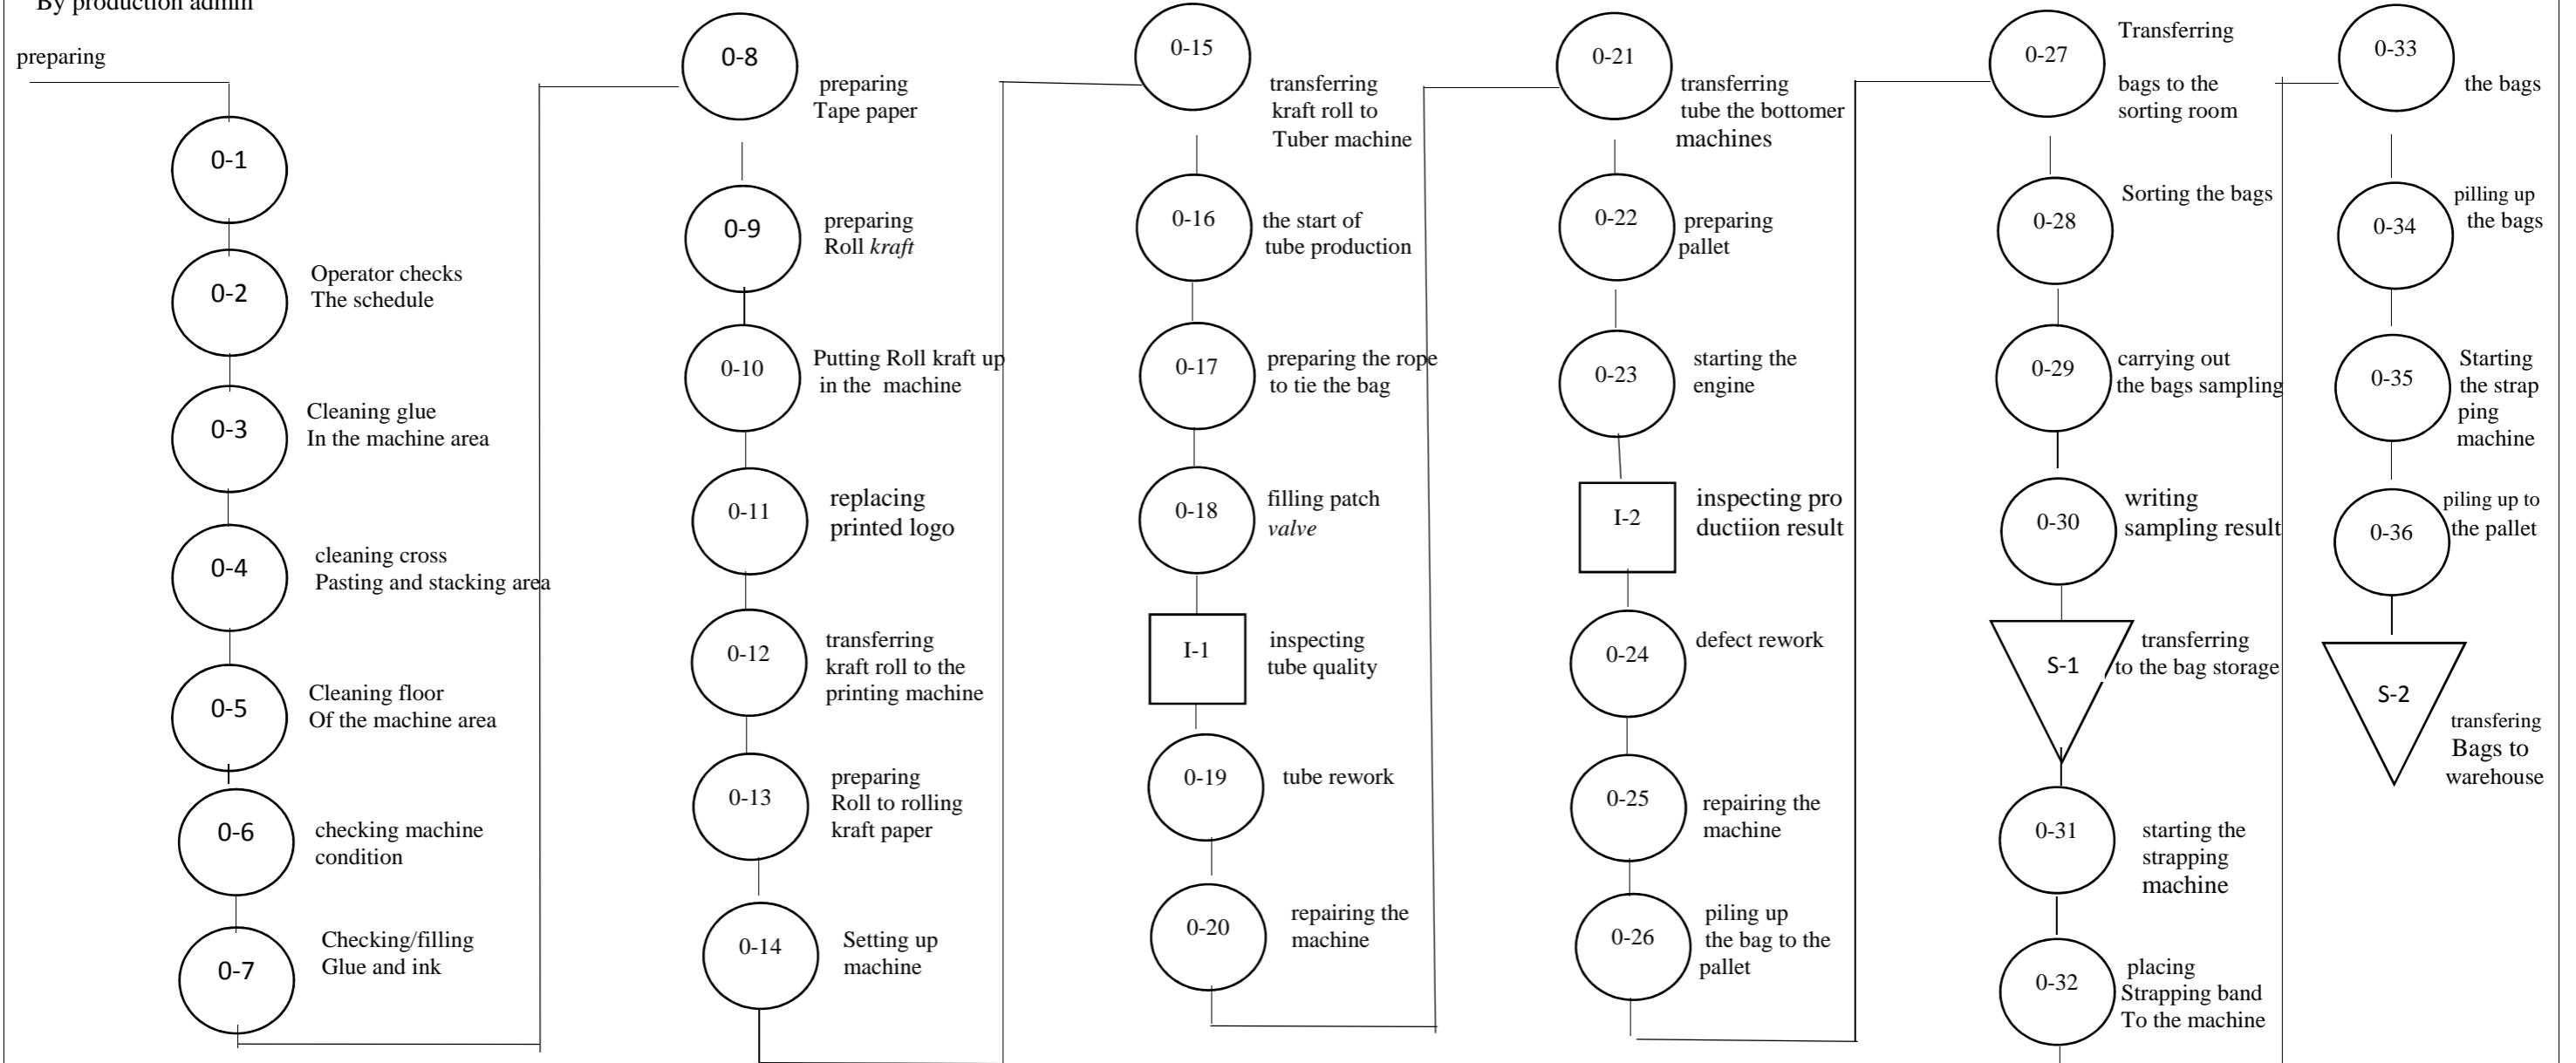 By production admin
preparing
0-1
0-2
Operator checks
The schedule
0-3
Cleaning glue
In the machine area
0-4
cleaning cross
Pasting and stacking area
0-5
Cleaning floor
Of the machine area
0-6
checking machine
condition
0-7
Checking/filling
Glue and ink
0-8
preparing
Tape paper
0-9
preparing
Roll kraft
0-10
Putting Roll kraft up
in the machine
0-11
replacing
printed logo
0-12
transferring
kraft roll to the
printing machine
0-13
preparing
Roll to rolling
kraft paper
0-14
Setting up
machine
0-15
transferring
kraft roll to
Tuber machine
0-16
the start of
tube production
0-17
preparing the rope
to tie the bag
0-18
filling patch
valve
I-1
inspecting
tube quality
0-19
tube rework
0-20
repairing the
machine
0-21
transferring
tube the bottomer
machines
0-22
preparing
pallet
0-23
starting the
engine
I-2
inspecting pro
ductiion result
0-24
defect rework
0-25
repairing the
machine
0-26
piling up
the bag to the
pallet
0-27
Transferring
bags to the
sorting room
0-28
Sorting the bags
0-29
carrying out
the bags sampling
0-30
writing
sampling result
S-1
transferring
to the bag storage
0-31
starting the
strapping
machine
0-32
placing
Strapping band
To the machine
0-33
the bags
0-34
pilling up
the bags
0-35
Starting
the strap
ping
machine
0-36
piling up to
the pallet
S-2
transfering
Bags to
warehouse